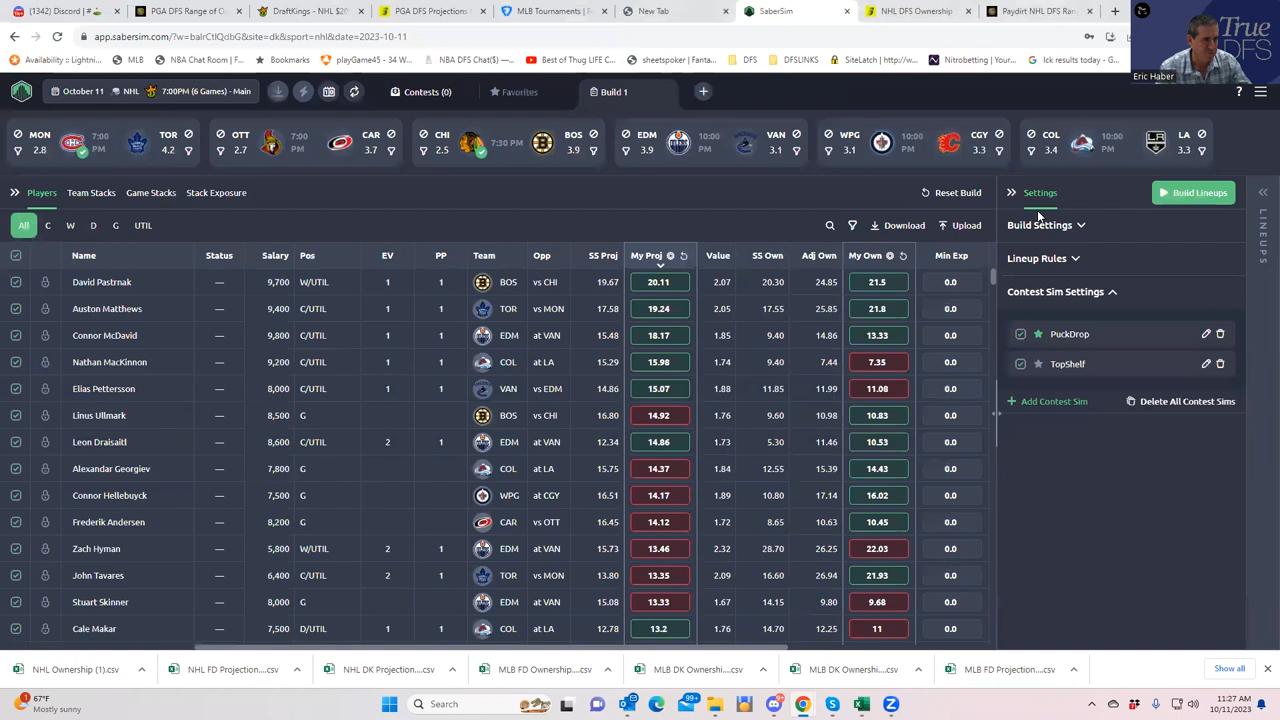 (1342) Discord | #
PGA DFS Range of O
DraftKings - NHL $20
PGA DFS Projections
MLB Tournaments | F
New Tab
SaberSim
NHL DFS Ownership
Paydirt DFS Ran
app.sabersim.com/?w=balrCtlQdbG&site=dk&sport=nhl&date=2023-10-11
Availability :: Lightni...
MLB
NBA Chat Room | Fa...
Bookmarks
playGame45 - 34 W...
NBA DFS Chat($) —...
Best of Thug LIFE C...
sheetspoker | Share...
DFS
DFSLINKS
SiteLatch | http://w...
Nitrobetting | Your...
Ick results today - G...
True DFS
Eric Haber
October 11 NHL 7:00PM (6 Games) - Main
Contests (0)
Favorites
Build 1
MON 7:00 TOR OTT 7:00 CAR CHI 7:30 PM BOS EDM 10:00 VAN WPG 10:00 CGY COL 10:00 LA
2.8 PM 4.2 PM 3.7 2.5 3.9 3.9 PM 3.1 3.1 PM 3.4 PM 3.3
Players Team Stacks Game Stacks Stack Exposure Reset Build Settings Build Lineups
All C W D G UTIL Download Upload
Build Settings
Lineup Rules
Contest Sim Settings
PuckDrop
TopShelf
+ Add Contest Sim Delete All Contest Sims
LINEUPS
Name Status Salary Pos EV PP Team Opp SS Proj My Proj Value SS Own Adj Own My Own Min Exp
David Pastrnak — 9,700 W/UTIL 1 1 BOS vs CHI 19.67 20.11 2.07 20.30 24.85 21.5 0.0
Auston Matthews — 9,400 C/UTIL 1 1 TOR vs MON 17.58 19.24 2.05 17.55 25.85 21.8 0.0
Connor McDavid — 9,800 C/UTIL 1 1 EDM at VAN 15.48 18.17 1.85 9.40 14.86 13.33 0.0
Nathan MacKinnon — 9,200 C/UTIL 1 1 COL at LA 15.29 15.98 1.74 9.40 7.44 7.35 0.0
Elias Pettersson — 8,000 C/UTIL 1 1 VAN vs EDM 14.86 15.07 1.88 11.85 11.99 11.08 0.0
Linus Ullmark — 8,500 G BOS vs CHI 16.80 14.92 1.76 9.60 10.98 10.83 0.0
Leon Draisaitl — 8,600 C/UTIL 2 1 EDM at VAN 12.34 14.86 1.73 5.30 11.46 10.53 0.0
Alexandar Georgiev — 7,800 G COL at LA 15.75 14.37 1.84 12.55 15.39 14.43 0.0
Connor Hellebuyck — 7,500 G WPG at CGY 16.51 14.17 1.89 10.80 17.14 16.02 0.0
Frederik Andersen — 8,200 G CAR vs OTT 16.45 14.12 1.72 8.65 10.63 10.45 0.0
Zach Hyman — 5,800 W/UTIL 2 1 EDM at VAN 15.73 13.46 2.32 28.70 26.25 22.03 0.0
John Tavares — 6,400 C/UTIL 2 1 TOR vs MON 13.80 13.35 2.09 16.60 26.94 21.93 0.0
Stuart Skinner — 8,000 G EDM at VAN 15.08 13.33 1.67 14.15 9.80 9.68 0.0
Cale Makar — 7,500 D/UTIL 1 1 COL at LA 12.78 13.2 1.76 14.70 12.25 11 0.0
NHL Ownership (1).csv
NHL FD Projection....csv
NHL DK Projection....csv
MLB FD Ownership....csv
MLB DK Ownershi....csv
MLB DK Ownershi....csv
MLB FD Projection....csv
Show all
67°F
Mostly sunny
Search
99+
11:27 AM
10/11/2023